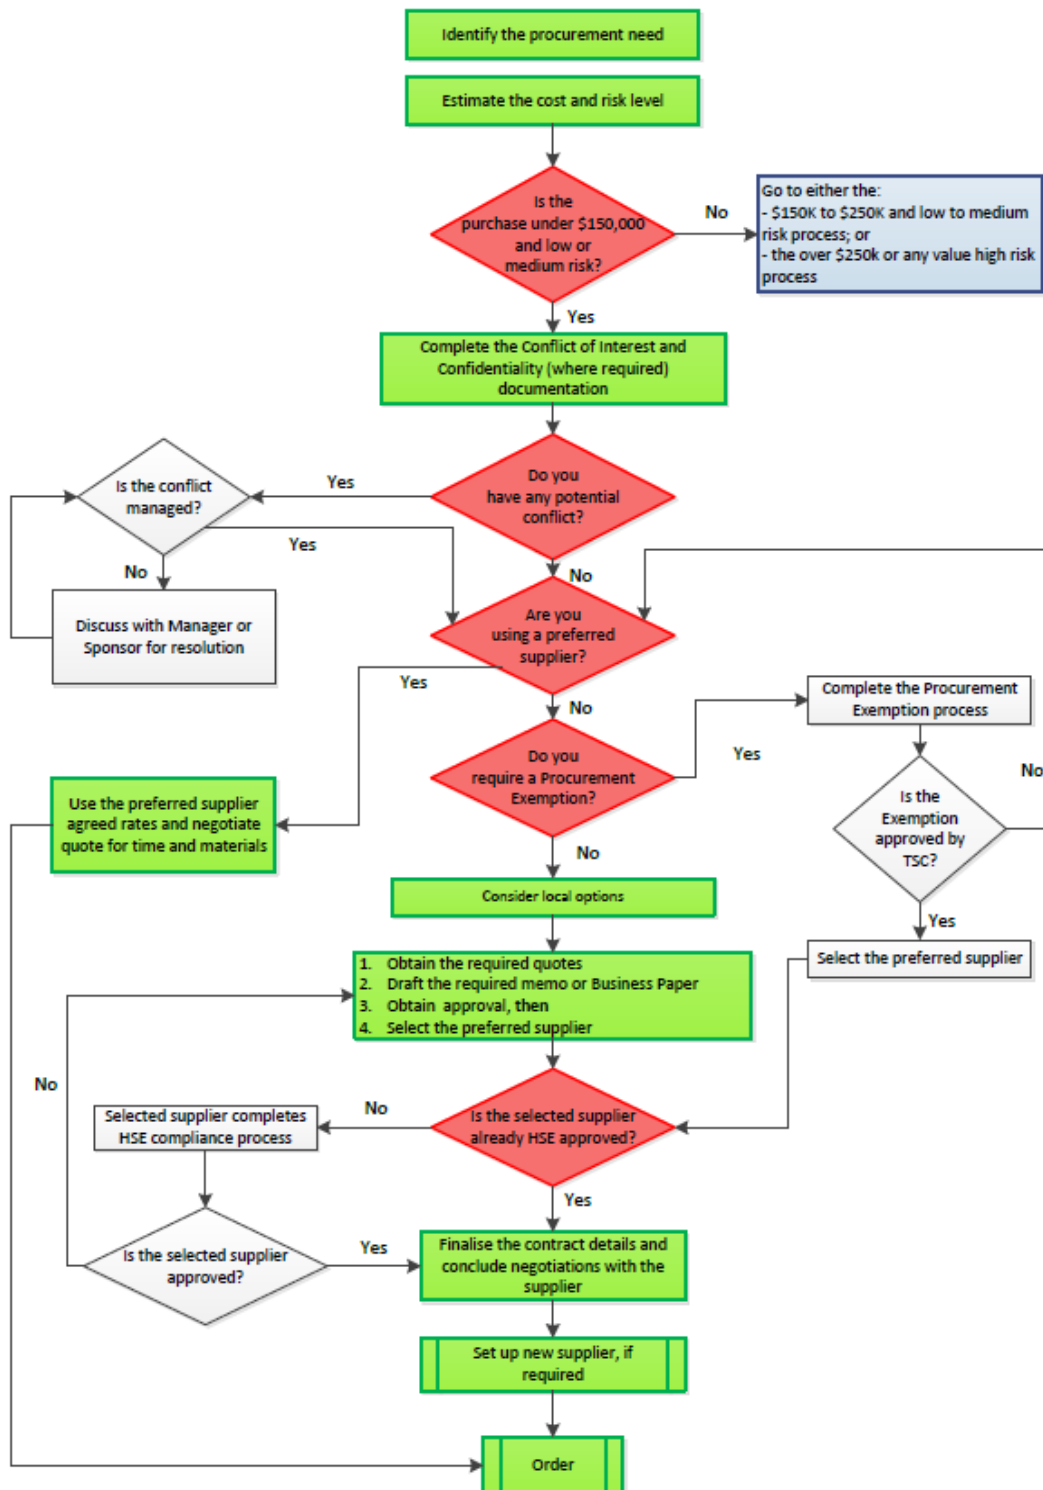 Identify the procurement need
Estimate the cost and risk level
Is the
purchase under $150,000
and low or
medium risk?
No
Go to either the:
- $150K to $250K and low to medium
risk process; or
- the over $250k or any value high risk
process
Yes
Complete the Conflict of Interest and
Confidentiality (where required)
documentation
Do you
have any potential
conflict?
Yes
Is the conflict
managed?
Yes
No
No
Discuss with Manager or
Sponsor for resolution
Are you
using a preferred
supplier?
Yes
No
Complete the Procurement
Exemption process
Do you
require a Procurement
Exemption?
Yes
No
Use the preferred supplier
agreed rates and negotiate
quote for time and materials
Is the
Exemption
approved by
TSC?
No
Consider local options
Yes
Select the preferred supplier
1. Obtain the required quotes
2. Draft the required memo or Business Paper
3. Obtain approval, then
4. Select the preferred supplier
No
Is the selected supplier
already HSE approved?
No
Selected supplier completes
HSE compliance process
Yes
Is the selected supplier
approved?
Yes
Finalise the contract details and
conclude negotiations with the
supplier
Set up new supplier, if
required
Order